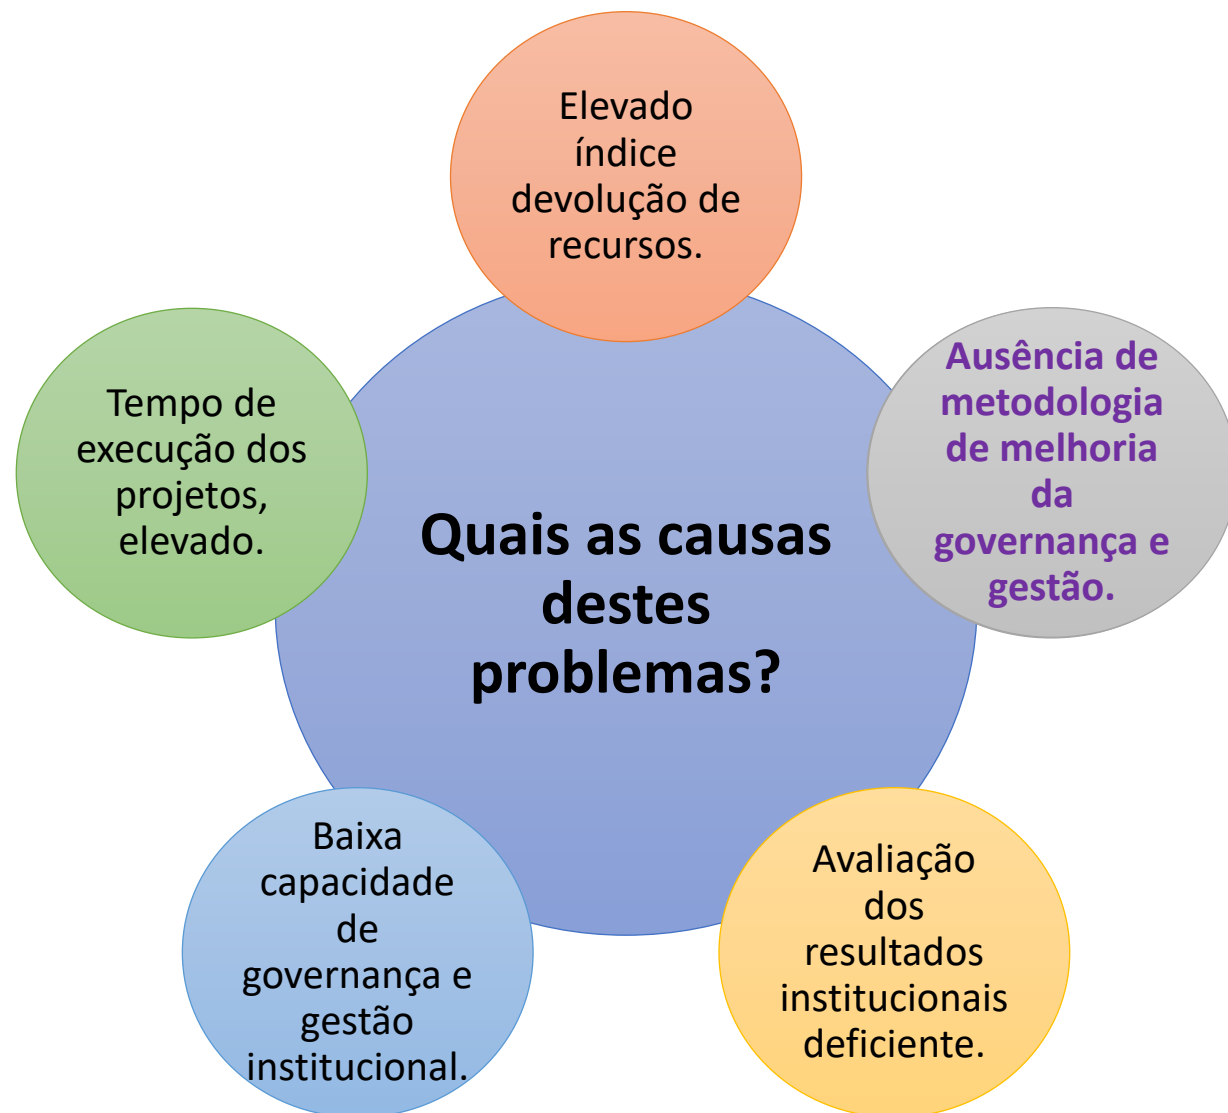 Elevado
índice
devolução de
recursos.
Ausência de
metodologia
de melhoria
da
governança e
gestão.
Avaliação
dos
resultados
institucionais
deficiente.
Baixa
capacidade
de
governança e
gestão
institucional.
Tempo de
execução dos
projetos,
elevado.
Quais as causas
destes
problemas?